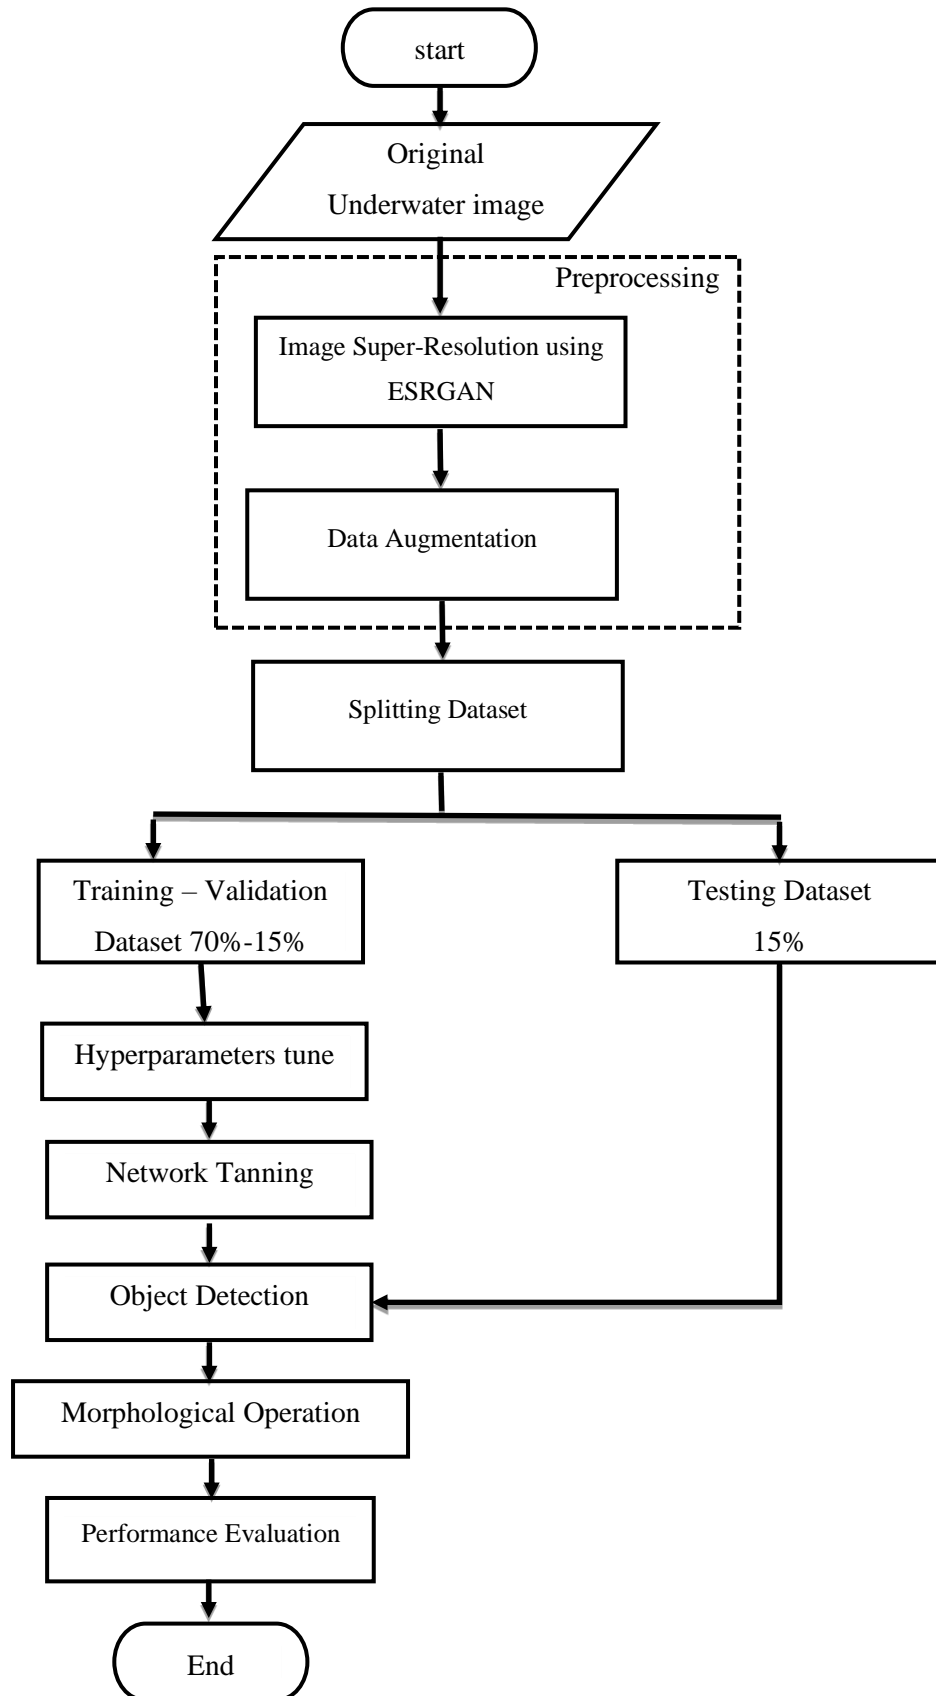 start
Original
Underwater image
Preprocessing
Image Super-Resolution using
ESRGAN
Data Augmentation
Splitting Dataset
Training – Validation
Dataset 70%-15%
Testing Dataset
15%
Hyperparameters tune
Network Tanning
Object Detection
Morphological Operation
Performance Evaluation
End